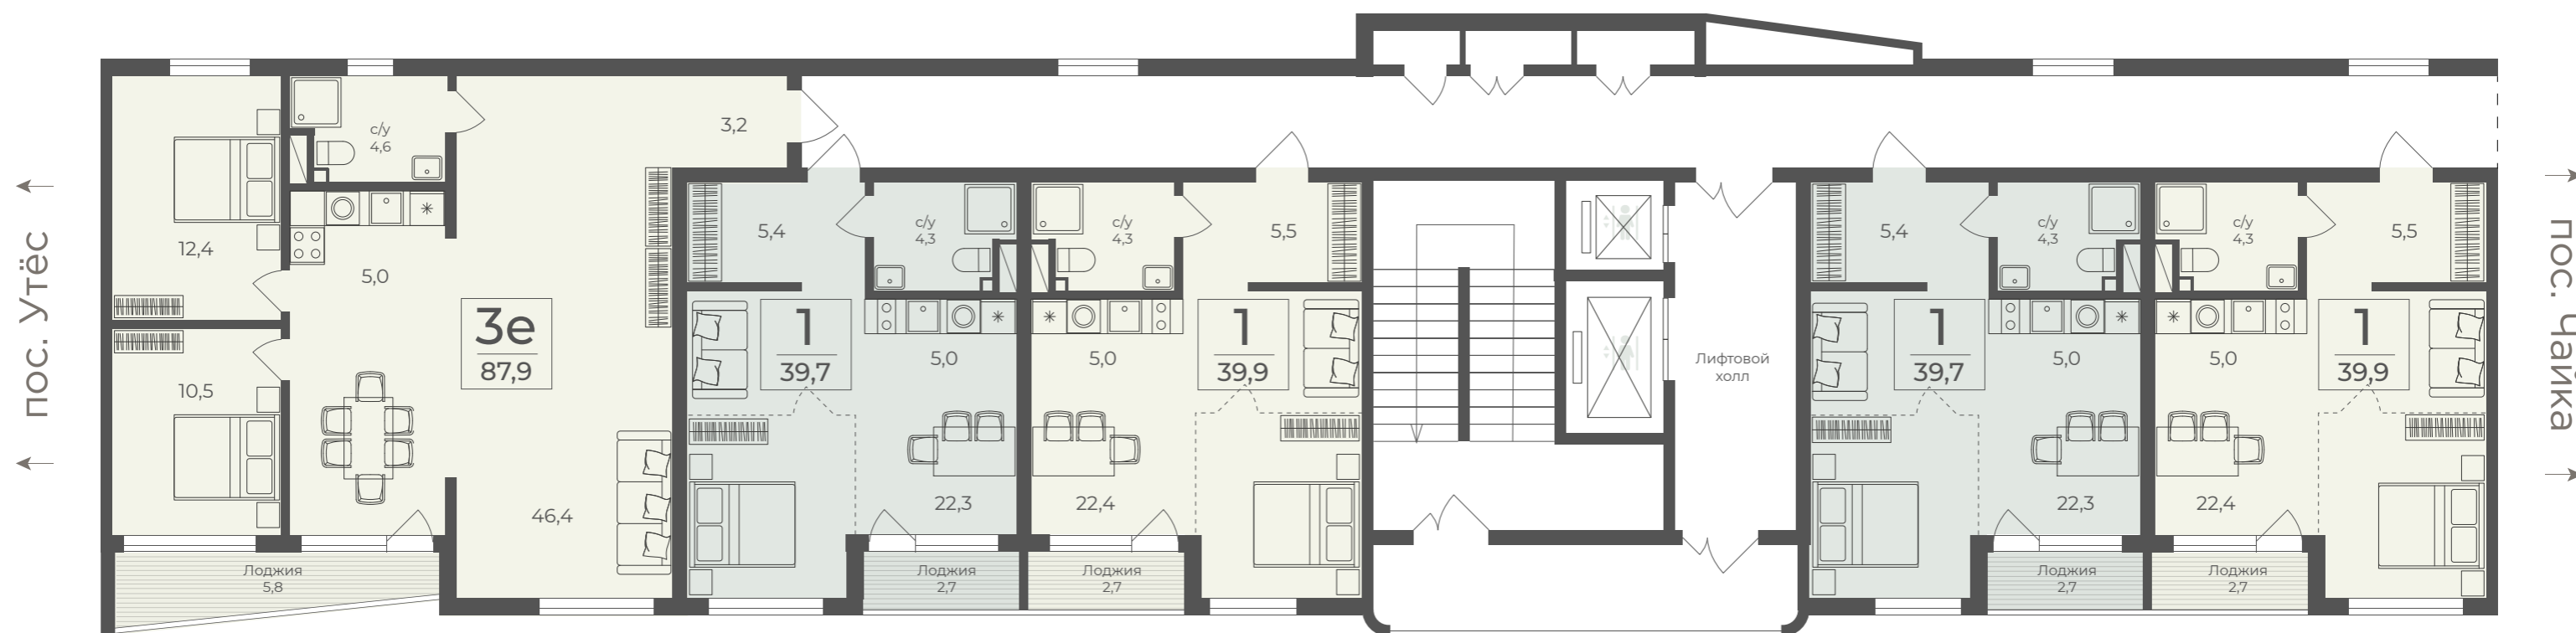 пос. Утёс
12,4
10,5
с/у
4,6
5,0
3е
87,9
3,2
46,4
Лоджия
5,8
5,4
с/у
4,3
1
39,7
5,0
22,3
Лоджия
2,7
с/у
4,3
5,5
5,0
1
39,9
22,4
Лоджия
2,7
Лифтовой
холл
5,4
с/у
4,3
1
39,7
5,0
22,3
Лоджия
2,7
с/у
4,3
5,5
5,0
1
39,9
22,4
Лоджия
2,7
пос. Чайка